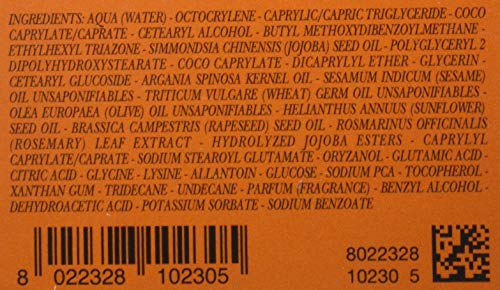 INGREDIENTS: AQUA (WATER) - OCTOCRYLENE - CAPRYLIC/CAPRIC TRIGLYCERIDE - COCO
CAPRYLATE/CAPRATE - CETEARYL ALCOHOL - BUTYL METHOXYDIBENZOYLMETHANE -
ETHYLHEXYL TRIAZONE - SIMMONDSIA CHINENSIS (JOJOBA) SEED OIL - POLYGLYCERYL 2
DIPOLYHYDROXYSTEARATE - COCO CAPRYLATE - DICAPRYLYL ETHER - GLYCERIN -
CETEARYL GLUCOSIDE - ARGANIA SPINOSA KERNEL OIL - SESAMUM INDICUM (SESAME)
OIL UNSAPONIFIABLES - TRITICUM VULGARE (WHEAT) GERM OIL UNSAPONIFIABLES -
OLEA EUROPAEA (OLIVE) OIL UNSAPONIFIABLES - HELIANTHUS ANNUUS (SUNFLOWER)
SEED OIL - BRASSICA CAMPESTRIS (RAPESEED) SEED OIL - ROSMARINUS OFFICINALIS
(ROSEMARY) LEAF EXTRACT - HYDROLYZED JOJOBA ESTERS - CAPRYLYL
CAPRYLATE/CAPRATE - SODIUM STEAROYL GLUTAMATE - ORYZANOL - GLUTAMIC ACID -
CITRIC ACID - GLYCINE - LYSINE - ALLANTOIN - GLUCOSE - SODIUM PCA - TOCOPHEROL -
XANTHAN GUM - TRIDECANE - UNDECANE - PARFUM (FRAGRANCE) - BENZYL ALCOHOL -
DEHYDROACETIC ACID - POTASSIUM SORBATE - SODIUM BENZOATE
8 022328 102305
8022328
10230 5